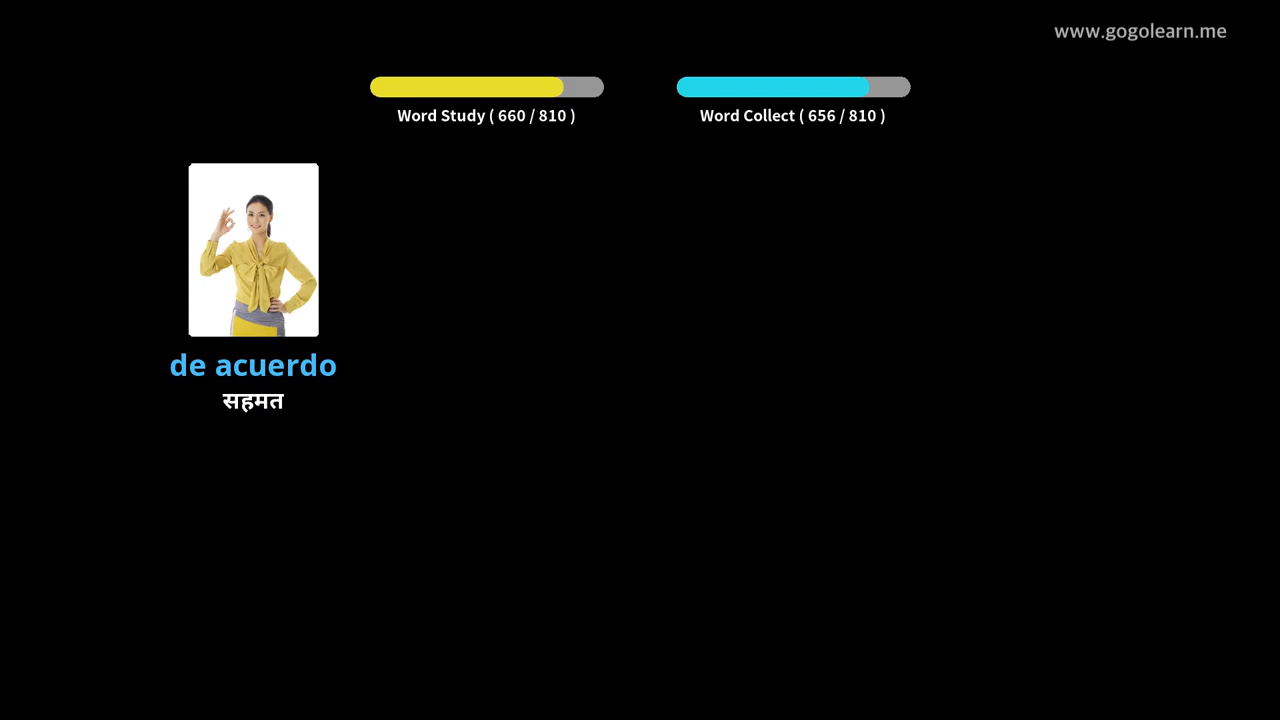 www.gogolearn.me
Word Study ( 660 / 810 )
Word Collect ( 656 / 810 )
de acuerdo
सहमत